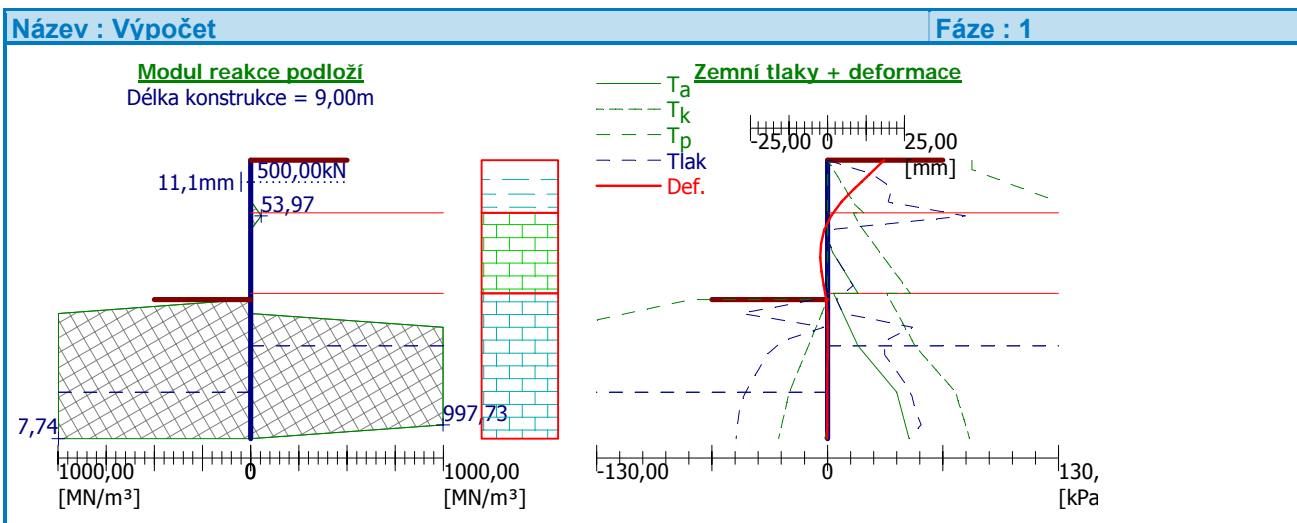 Název : Výpočet
Fáze : 1
Modul reakce podloží
Délka konstrukce = 9,00m
Zemní tlaky + deformace
Ta
Tk
Tp
Tlak
Def.
-25,00 0 25,00
[mm]
500,00kN
11,1mm
53,97
7,74
997,73
1000,00 0 1000,00
[MN/m³] [MN/m³]
-130,00 0 130,
[kPa